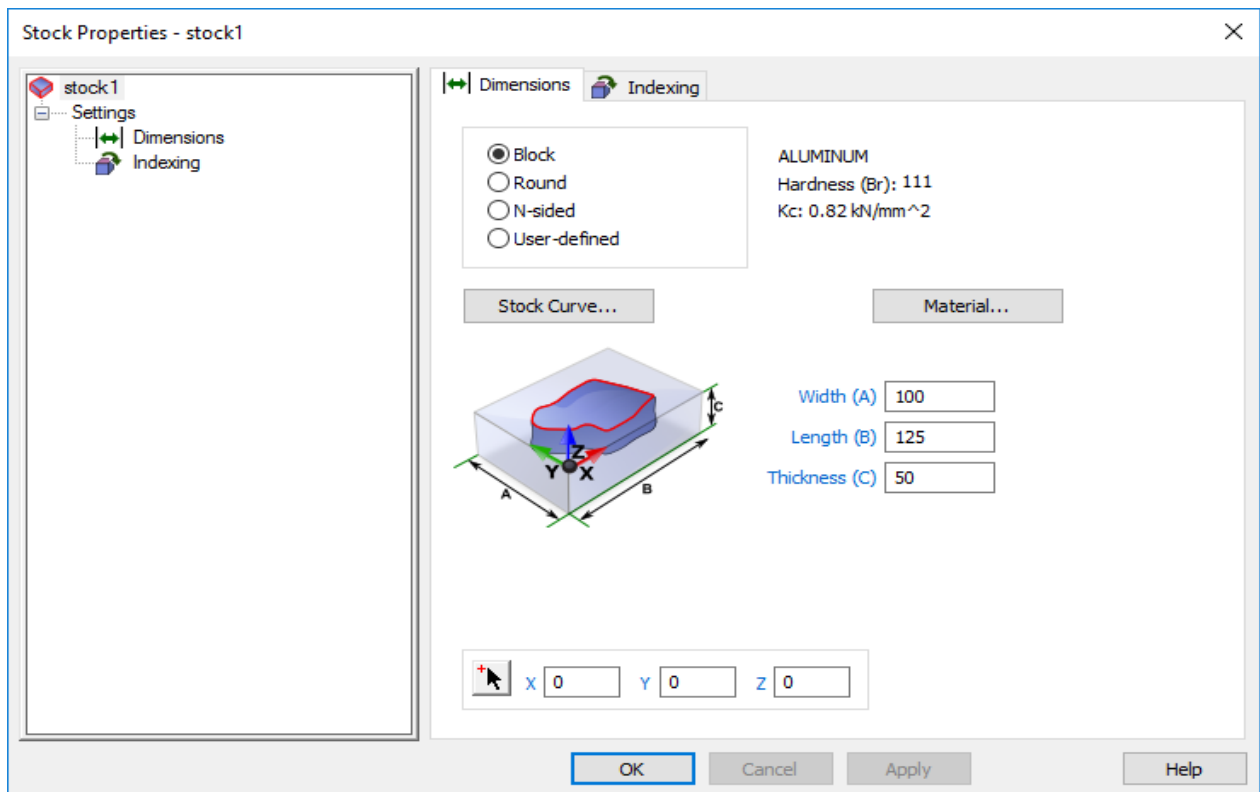 Stock Properties - stock1
stock1
Settings
Dimensions
Indexing
Dimensions
Indexing
Block
Round
N-sided
User-defined
ALUMINUM
Hardness (Br): 111
Kc: 0.82 kN/mm^2
Stock Curve...
Material...
C
Z
Y
X
A
B
Width (A) 100
Length (B) 125
Thickness (C) 50
X 0 Y 0 Z 0
OK
Cancel
Apply
Help